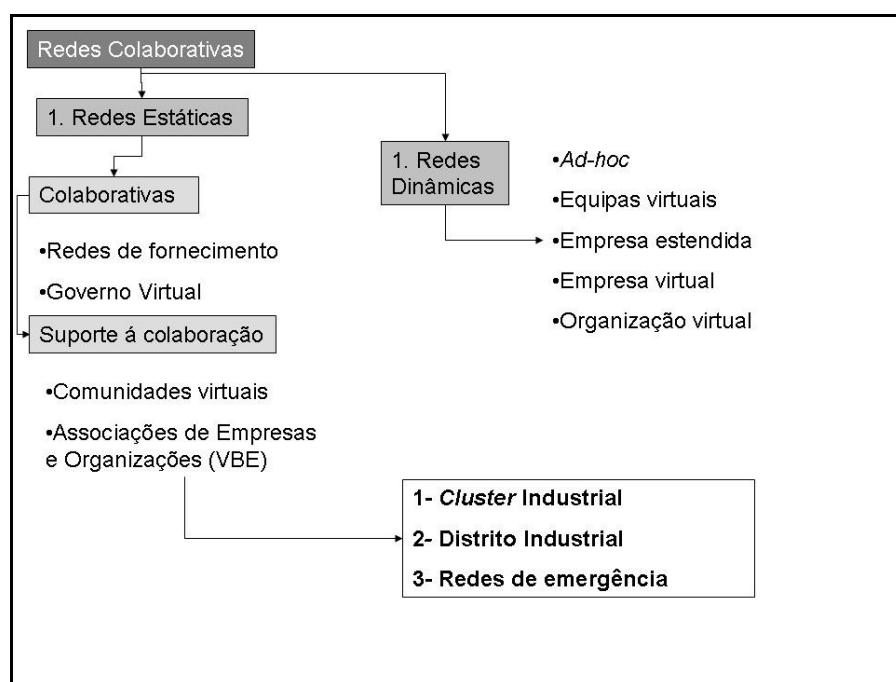 Redes Colaborativas
1. Redes Estáticas
Colaborativas
•Redes de fornecimento
•Governo Virtual
Suporte á colaboração
•Comunidades virtuais
•Associações de Empresas
e Organizações (VBE)
1. Redes
Dinâmicas
•Ad-hoc
•Equipas virtuais
•Empresa estendida
•Empresa virtual
•Organização virtual
1- Cluster Industrial
2- Distrito Industrial
3- Redes de emergência